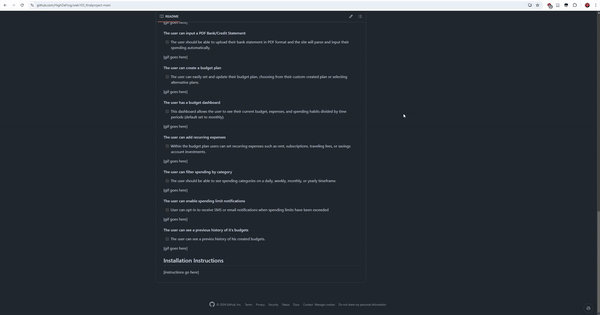 README
[gif goes here]
The user can input a PDF Bank/Credit Statement
The user should be able to upload their bank statement in PDF format and the site will parse and input their
spending automatically.
[gif goes here]
The user can create a budget plan
The user can easily set and update their budget plan, choosing from their custom-created plan or selecting
alternative plans.
[gif goes here]
The user has a budget dashboard
This dashboard allows the user to see their current budget, expenses, and spending habits divided by time
periods (default set to monthly).
[gif goes here]
The user can add recurring expenses
Within the budget plan users can set recurring expenses such as rent, subscriptions, traveling fees, or savings
account investments.
[gif goes here]
The user can filter spending by category
The user should be able to set spending categories on a daily, weekly, monthly, or yearly timeframe.
[gif goes here]
The user can enable spending limit notifications
User can opt in to receive SMS or email notifications when spending limits have been exceeded
[gif goes here]
The user can see a previous history of it's budgets
The user can see a previous history of his created budgets.
[gif goes here]
Installation Instructions
[instructions go here]
© 2024 GitHub, Inc. Terms Privacy Security Status Docs Contact Manage cookies Do not share my personal information